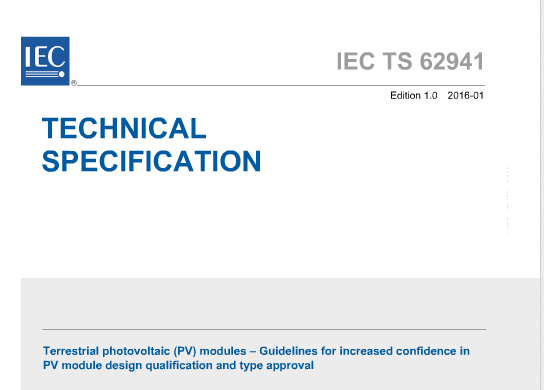 IEC
®
IEC TS 62941
Edition 1.0 2016-01
TECHNICAL
SPECIFICATION
Terrestrial photovoltaic (PV) modules – Guidelines for increased confidence in
PV module design qualification and type approval